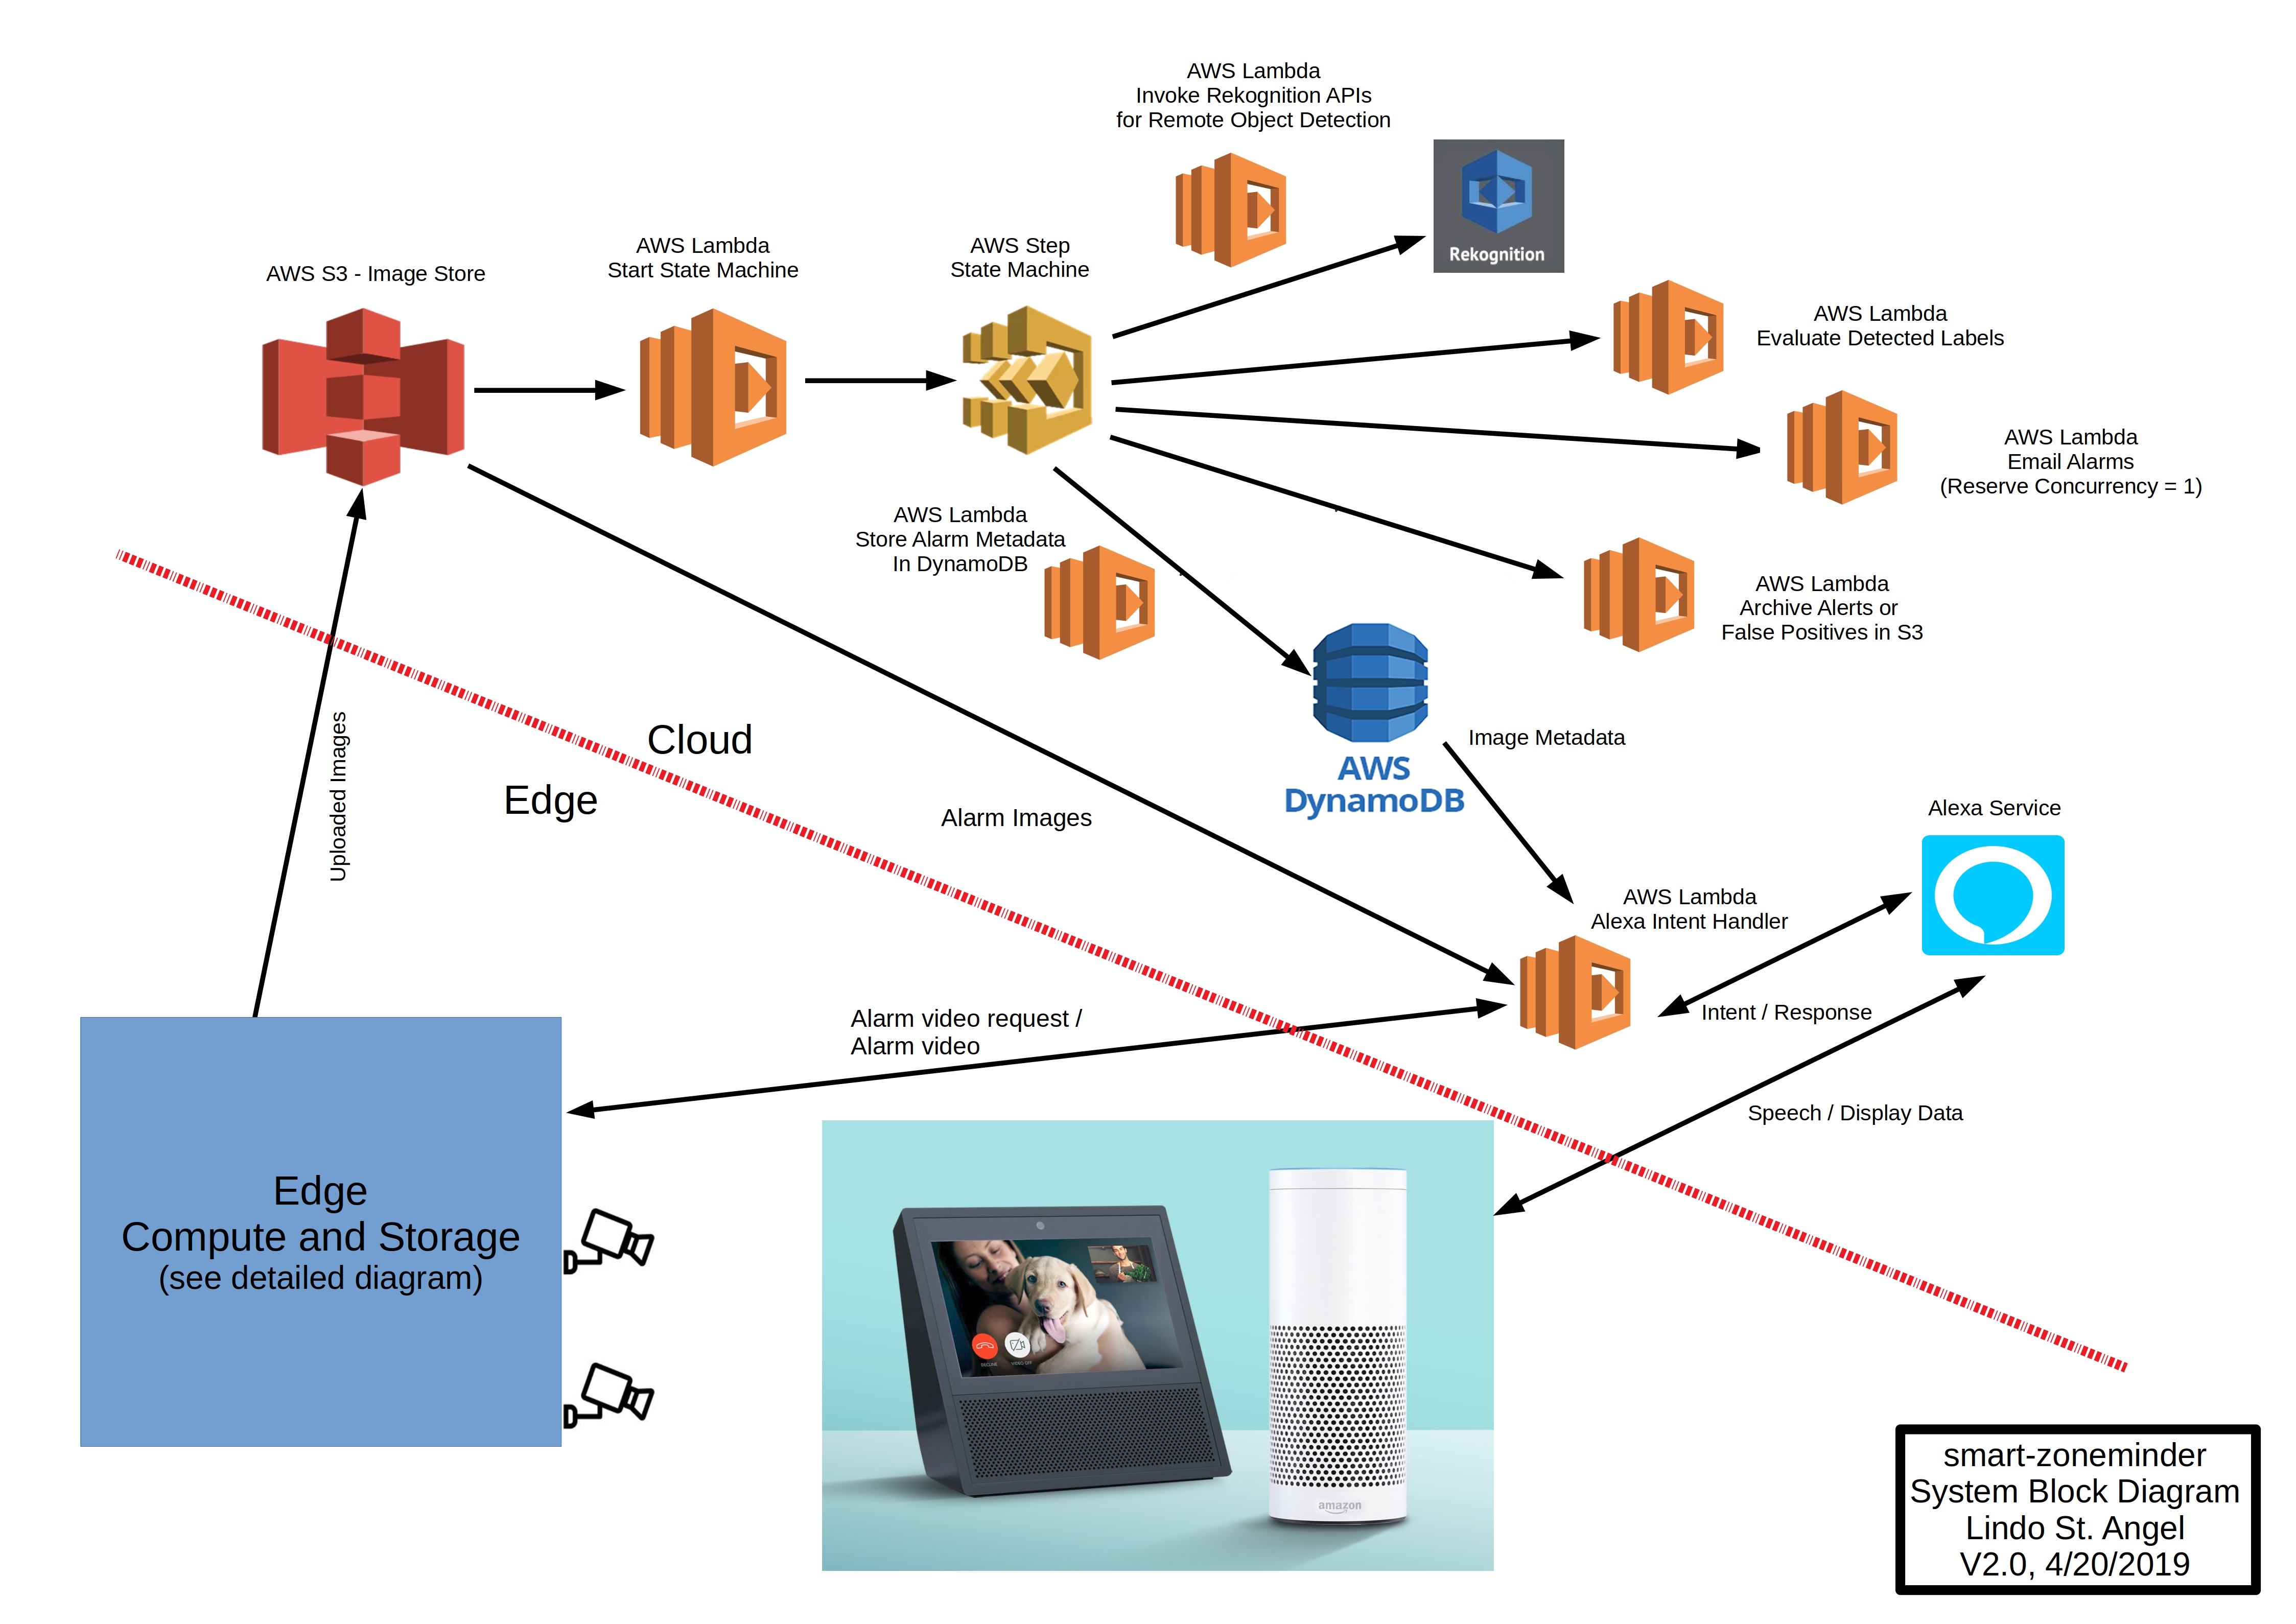 AWS Lambda
Invoke Rekognition APIs
for Remote Object Detection
Rekognition
AWS S3 - Image Store
AWS Lambda
Start State Machine
AWS Step
State Machine
AWS Lambda
Evaluate Detected Labels
AWS Lambda
Email Alarms
(Reserve Concurrency = 1)
AWS Lambda
Store Alarm Metadata
In DynamoDB
AWS Lambda
Archive Alerts or
False Positives in S3
Uploaded Images
Cloud
Edge
Alarm Images
AWS
DynamoDB
Image Metadata
Alexa Service
AWS Lambda
Alexa Intent Handler
Intent / Response
Alarm video request /
Alarm video
Speech / Display Data
Edge
Compute and Storage
(see detailed diagram)
VIDEO OFF
amazon
smart-zoneminder
System Block Diagram
Lindo St. Angel
V2.0, 4/20/2019